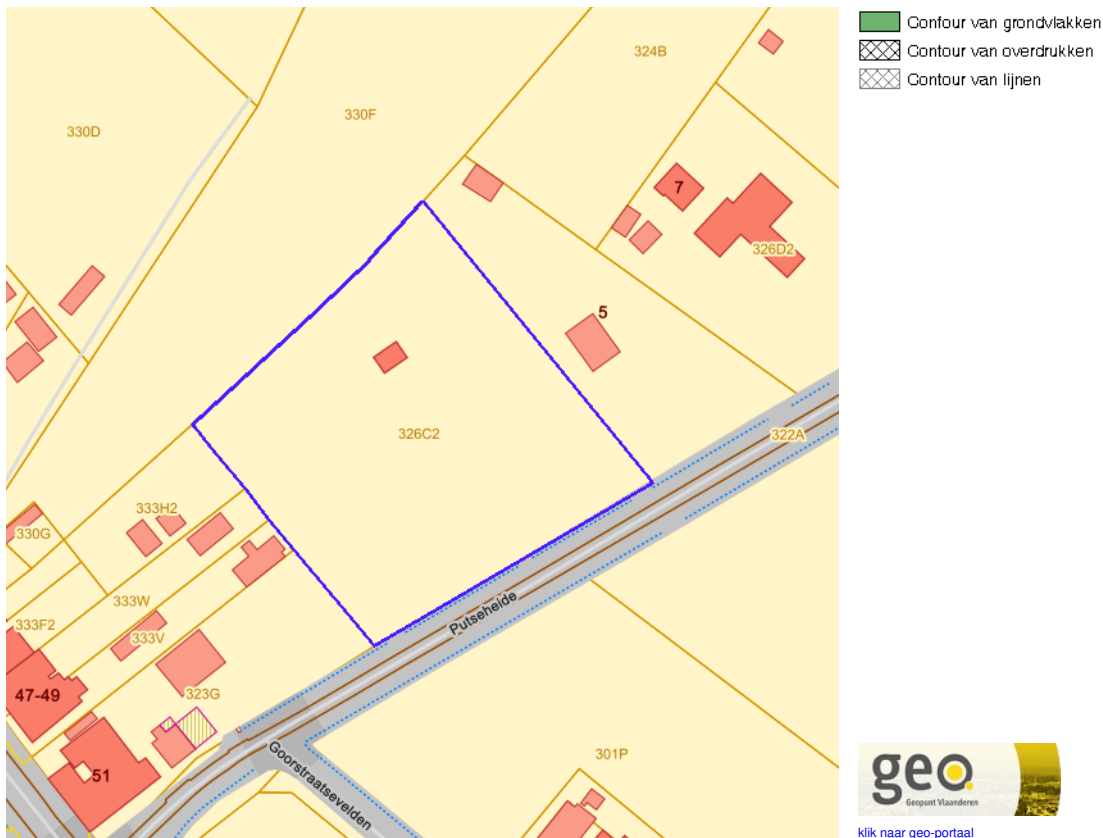 Contour van grondvlakken
Contour van overdrukken
Contour van lijnen
324B
330F
330D
7
326D2
5
326C2
322A
333H2
330G
333W
333F2
333V
Putseheide
47-49
323G
Goorstraatsevelden
301P
51
geo
Geopunt Vlaanderen
klik naar geo-portaal